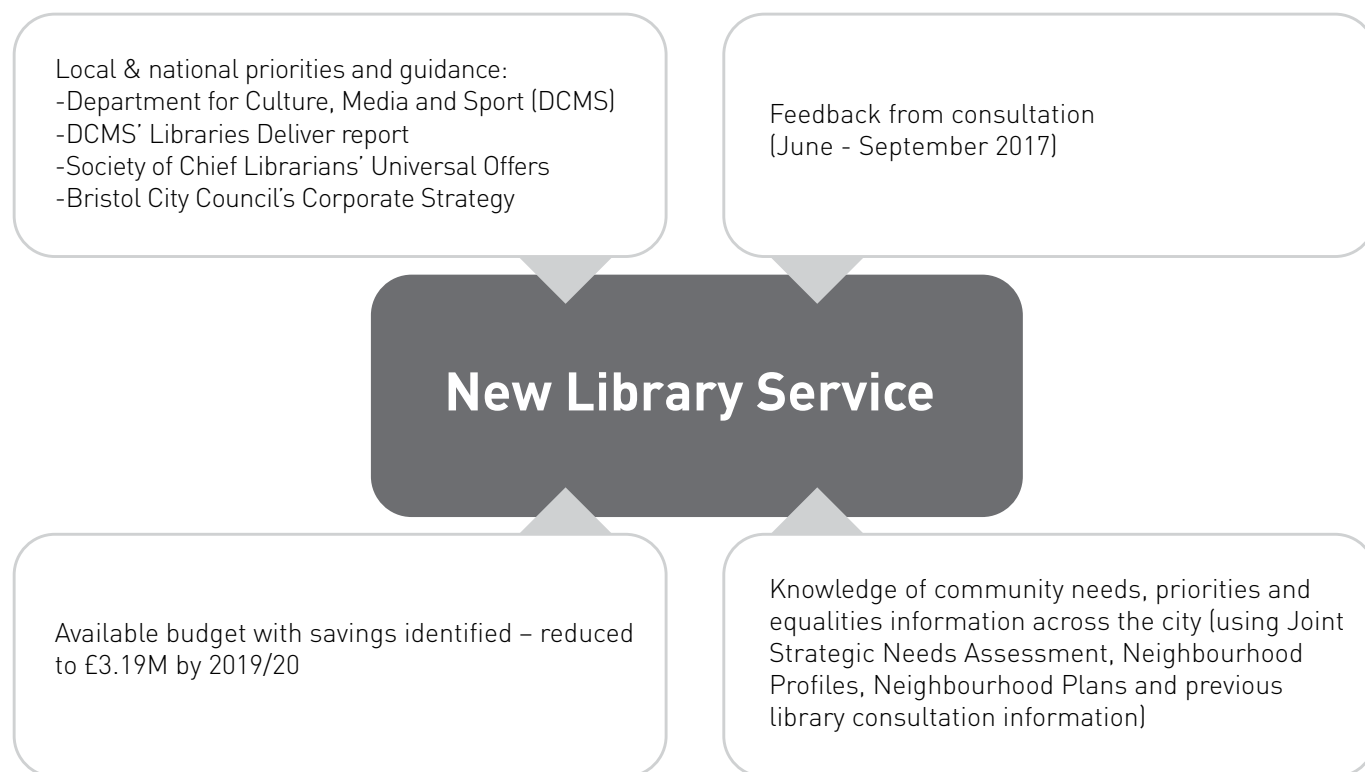 Local & national priorities and guidance:
-Department for Culture, Media and Sport (DCMS)
-DCMS’ Libraries Deliver report
-Society of Chief Librarians’ Universal Offers
-Bristol City Council’s Corporate Strategy
Feedback from consultation
(June - September 2017)
New Library Service
Available budget with savings identified – reduced
to £3.19M by 2019/20
Knowledge of community needs, priorities and
equalities information across the city (using Joint
Strategic Needs Assessment, Neighbourhood
Profiles, Neighbourhood Plans and previous
library consultation information)